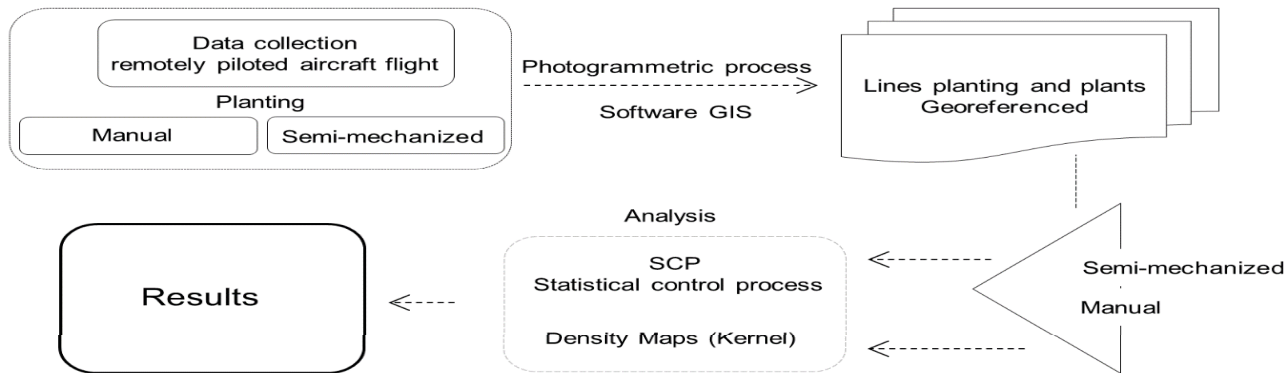 Data collection
remotely piloted aircraft flight
Planting
Manual
Semi-mechanized
Photogrammetric process
Software GIS
Lines planting and plants
Georeferenced
Semi-mechanized
Manual
Analysis
SCP
Statistical control process
Density Maps (Kernel)
Results